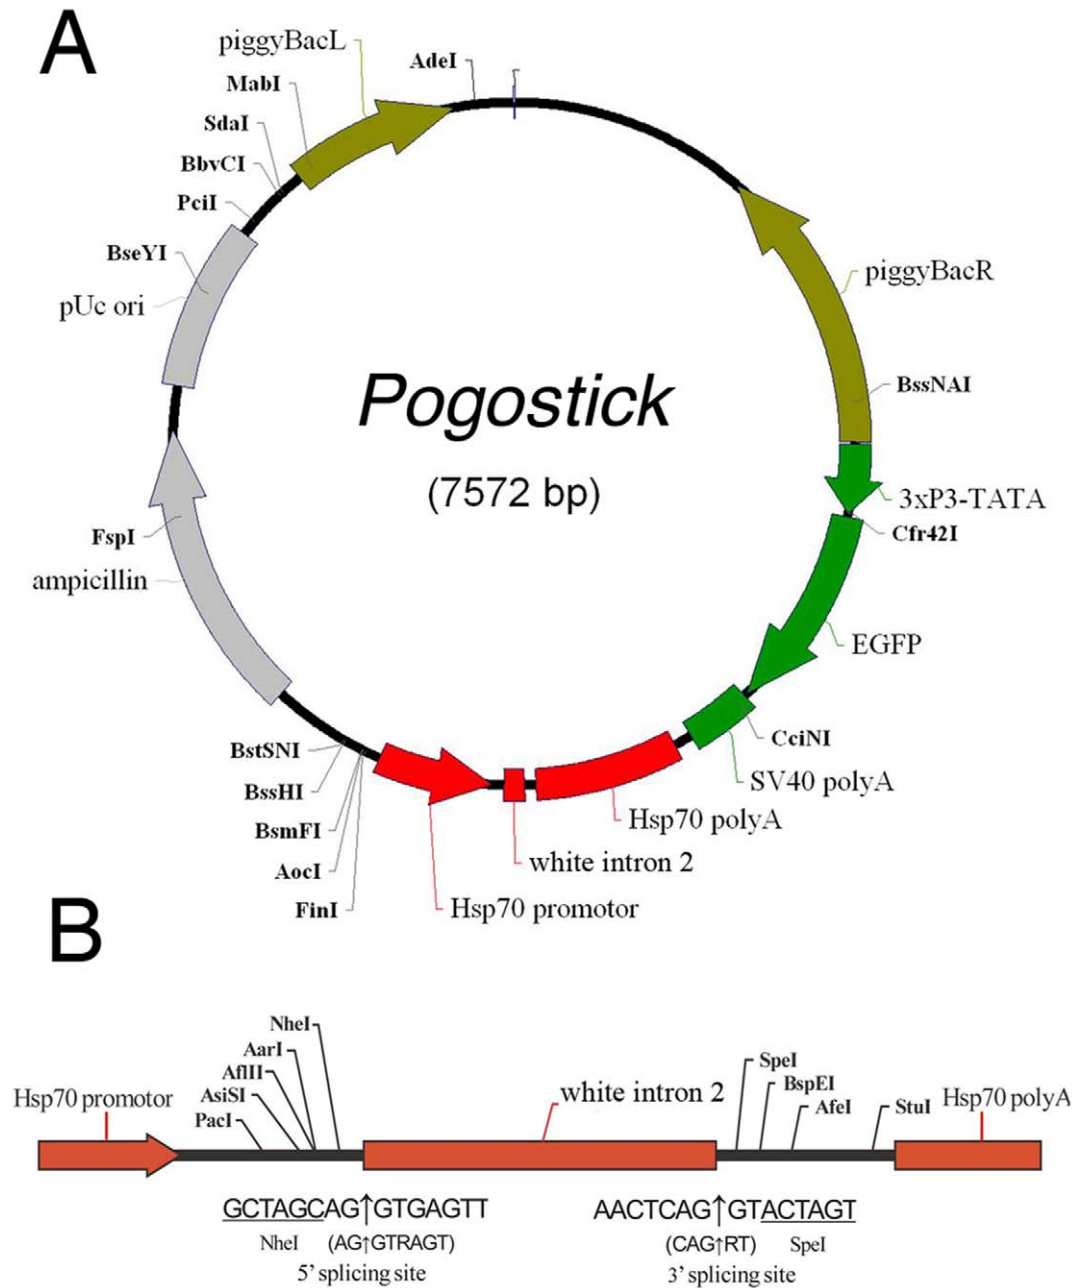 A
piggyBacL
AdeI
MabI
SdaI
BbvCI
PciI
BseYI
pUc ori
piggyBacR
BssNAI
Pogostick
(7572 bp)
3xP3-TATA
Cfr42I
FspI
ampicillin
EGFP
BstSNI
CciNI
BssHI
SV40 polyA
BsmFI
Hsp70 polyA
AocI
white intron 2
FinI
Hsp70 promotor
B
NheI
AarI
AflII
AsiSI
PacI
Hsp70 promotor
white intron 2
SpeI
BspEI
AfeI
StuI
Hsp70 polyA
GCTAGCAG↑GTGAGTT
AACTCAG↑GTACTAGT
NheI (AG↑GTRAGT)
(CAG↑RT) SpeI
5’ splicing site
3’ splicing site